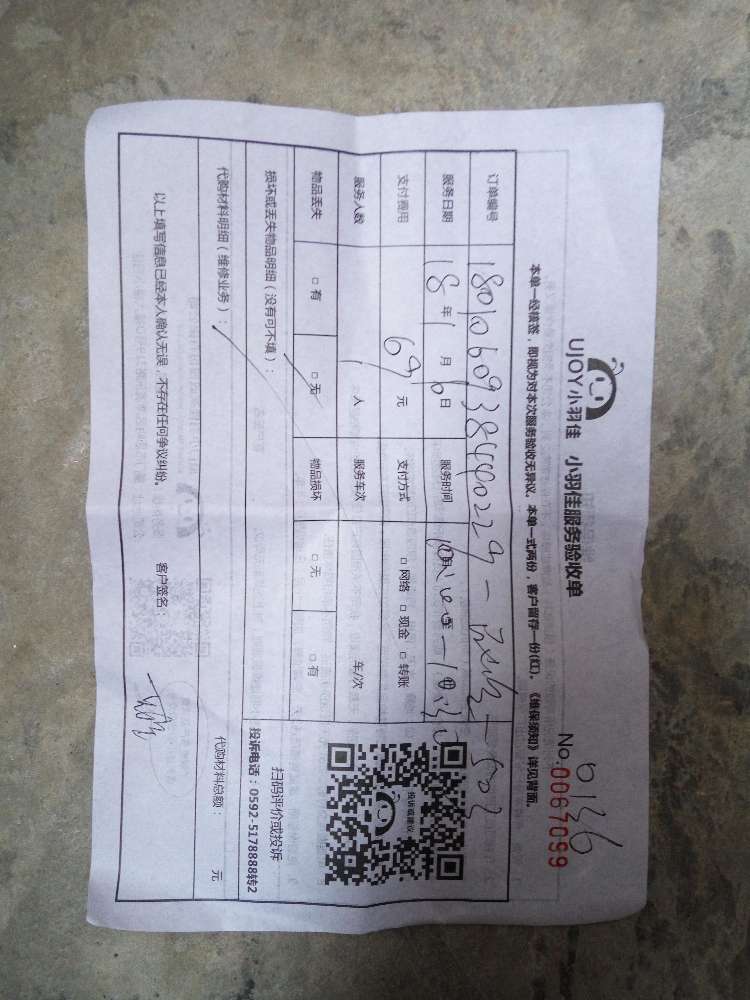 UJOY小羽佳 小羽佳服务验收单
No:0067099
本单一经核签，即视为对本次服务验收无异议。本单一式两份，客户留存一份(红)。《维保须知》详见背面。
订单编号
服务日期 18 年 1 月 6 日 服务时间
支付费用 69 元 支付方式 □ 网络 □ 现金 □ 转账
服务人数 1 人 服务车次 车/次
物品丢失 □ 有 □ 无 物品损坏 □ 无 □ 有
损坏或丢失物品明细（没有可不填）：
投诉或建议
扫码评价或投诉
投诉电话：0592-5178888转2
代购材料明细（维修业务）： 代购材料总额： 元
以上填写信息已经本人确认无误，不存在任何争议纠纷。 客户签名：